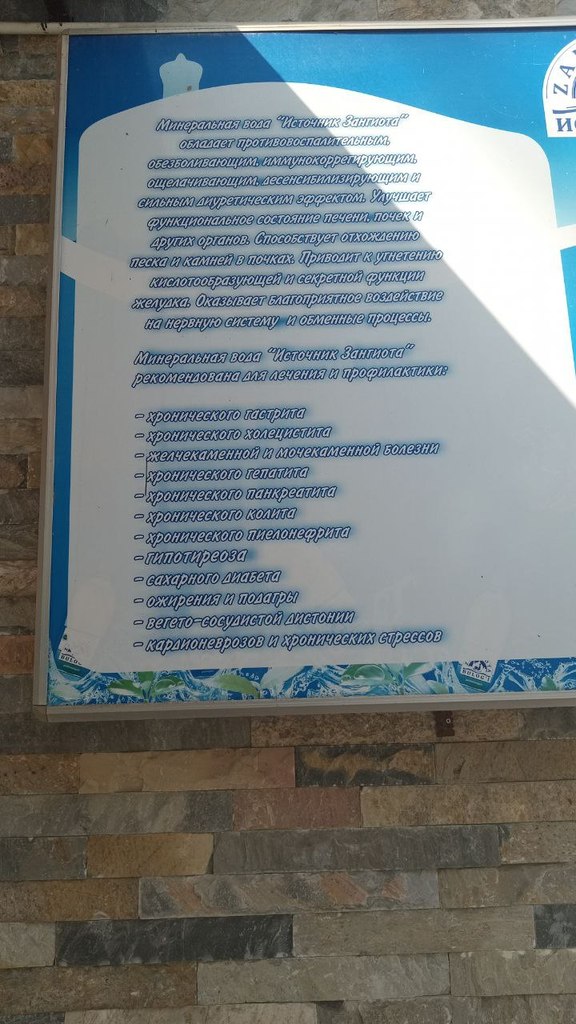 ZA
Ис
Минеральная вода "Источник Зангиота"
обладает противовоспалительным,
обезболивающим, иммунокоррегирующим,
ощелачивающим, десенсибилизирующим и
сильным диуретическим эффектом. Улучшает
функциональное состояние печени, почек и
других органов. Способствует отхождению
песка и камней в почках. Приводит к угнетению
кислотообразующей и секретной функции
желудка. Оказывает благоприятное воздействие
на нервную систему и обменные процессы.
Минеральная вода "Источник Зангиота"
рекомендована для лечения и профилактики:
- хронического гастрита
- хронического холецистита
- желчекаменной и мочекаменной болезни
- хронического гепатита
- хронического панкреатита
- хронического колита
- хронического пиелонефрита
- гипотиреоза
- сахарного диабета
- ожирения и подагры
- вегето-сосудистой дистонии
- кардионеврозов и хронических стрессов